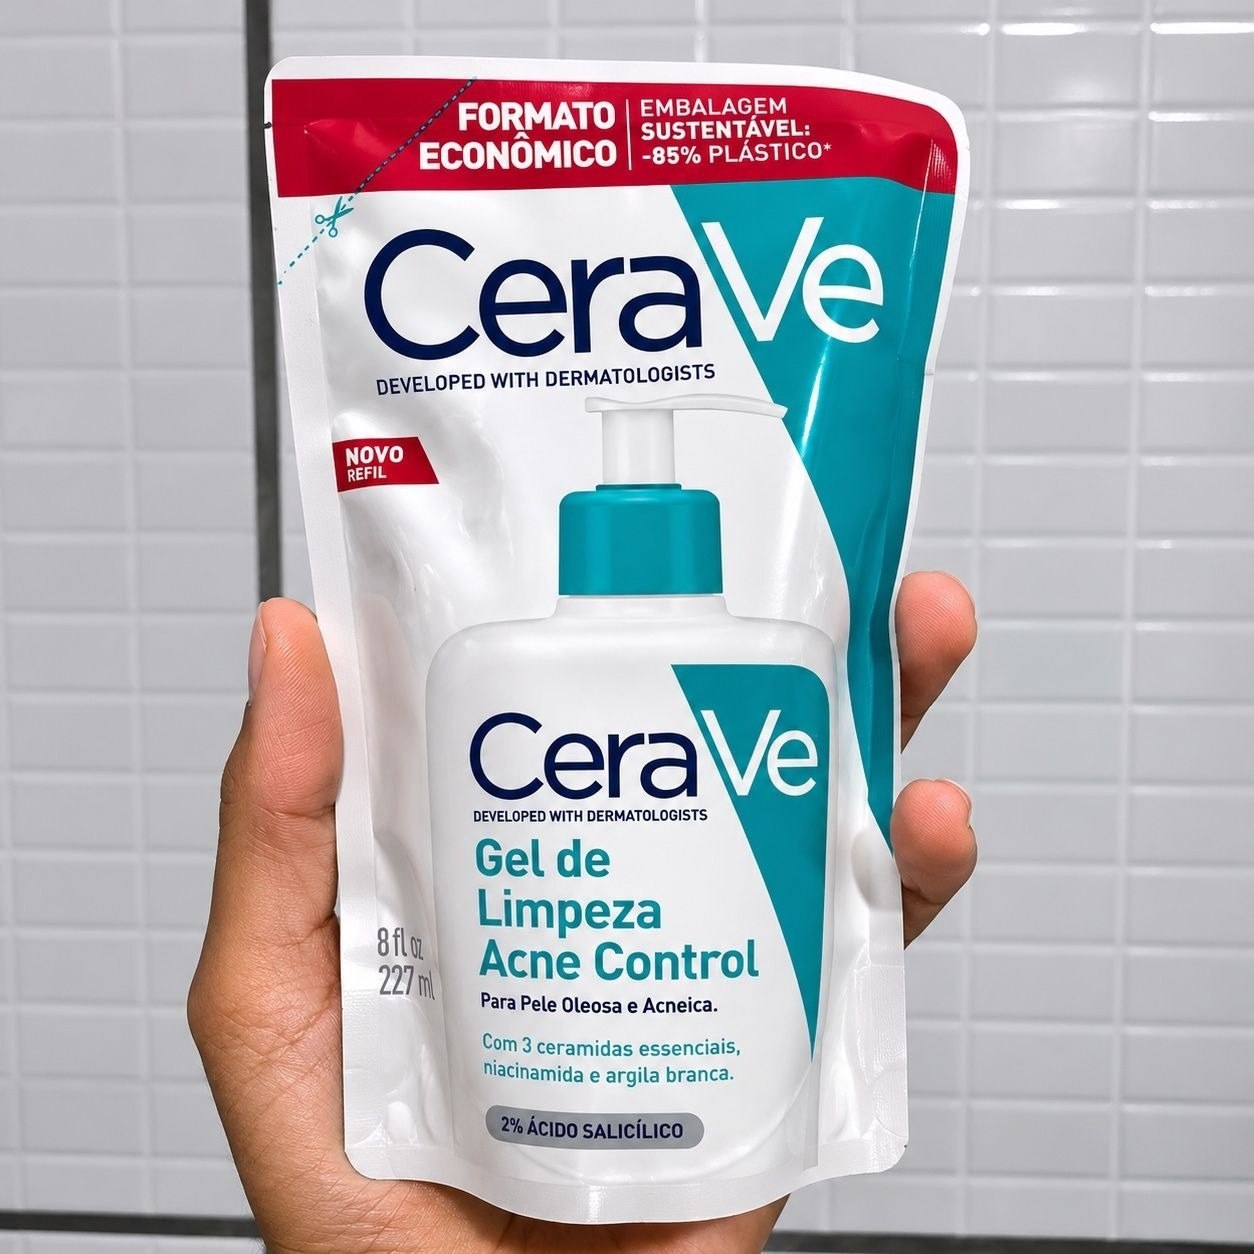 FORMATO
ECONÔMICO
EMBALAGEM
SUSTENTÁVEL:
-85% PLÁSTICO*
CeraVe
DEVELOPED WITH DERMATOLOGISTS
NOVO
REFIL
CeraVe
DEVELOPED WITH DERMATOLOGISTS
Gel de
Limpeza
Acne Control
Para Pele Oleosa e Acneica.
Com 3 ceramidas essenciais,
niacinamida e argila branca.
2% ÁCIDO SALICÍLICO
8 fl oz
227 ml